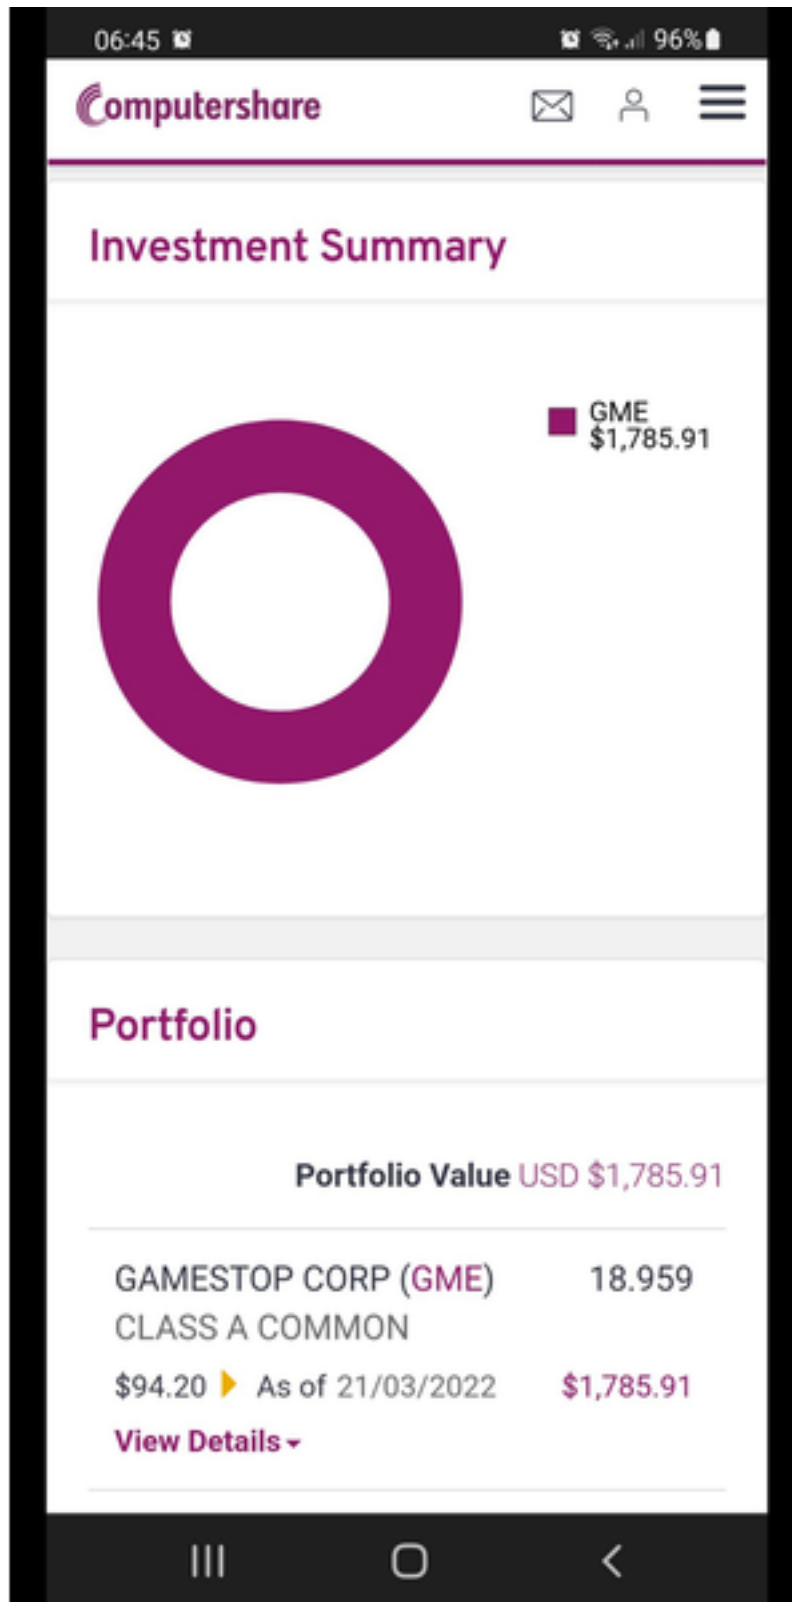 06:45 96%
Computershare
Investment Summary
GME
$1,785.91
Portfolio
Portfolio Value USD $1,785.91
GAMESTOP CORP (GME) 18.959
CLASS A COMMON
$94.20 As of 21/03/2022 $1,785.91
View Details